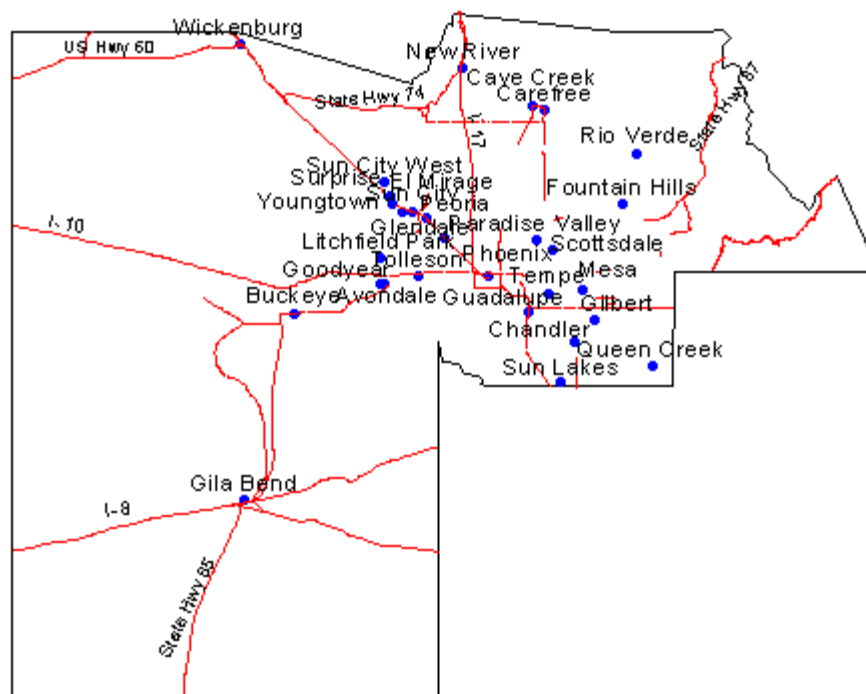 Wickenburg
US Hwy 60
New River
Cave Creek
Carefree
State Hwy 74
I-17
State Hwy 87
Rio Verde
Sun City West
Surprise
El Mirage
Sun City
Youngtown
Peoria
Fountain Hills
I-10
Glendale
Paradise Valley
Litchfield Park
Scottsdale
Tolleson
Phoenix
Goodyear
Tempe
Mesa
Buckeye
Avondale
Guadalupe
Gilbert
Chandler
Queen Creek
Sun Lakes
Gila Bend
I-8
State Hwy 85